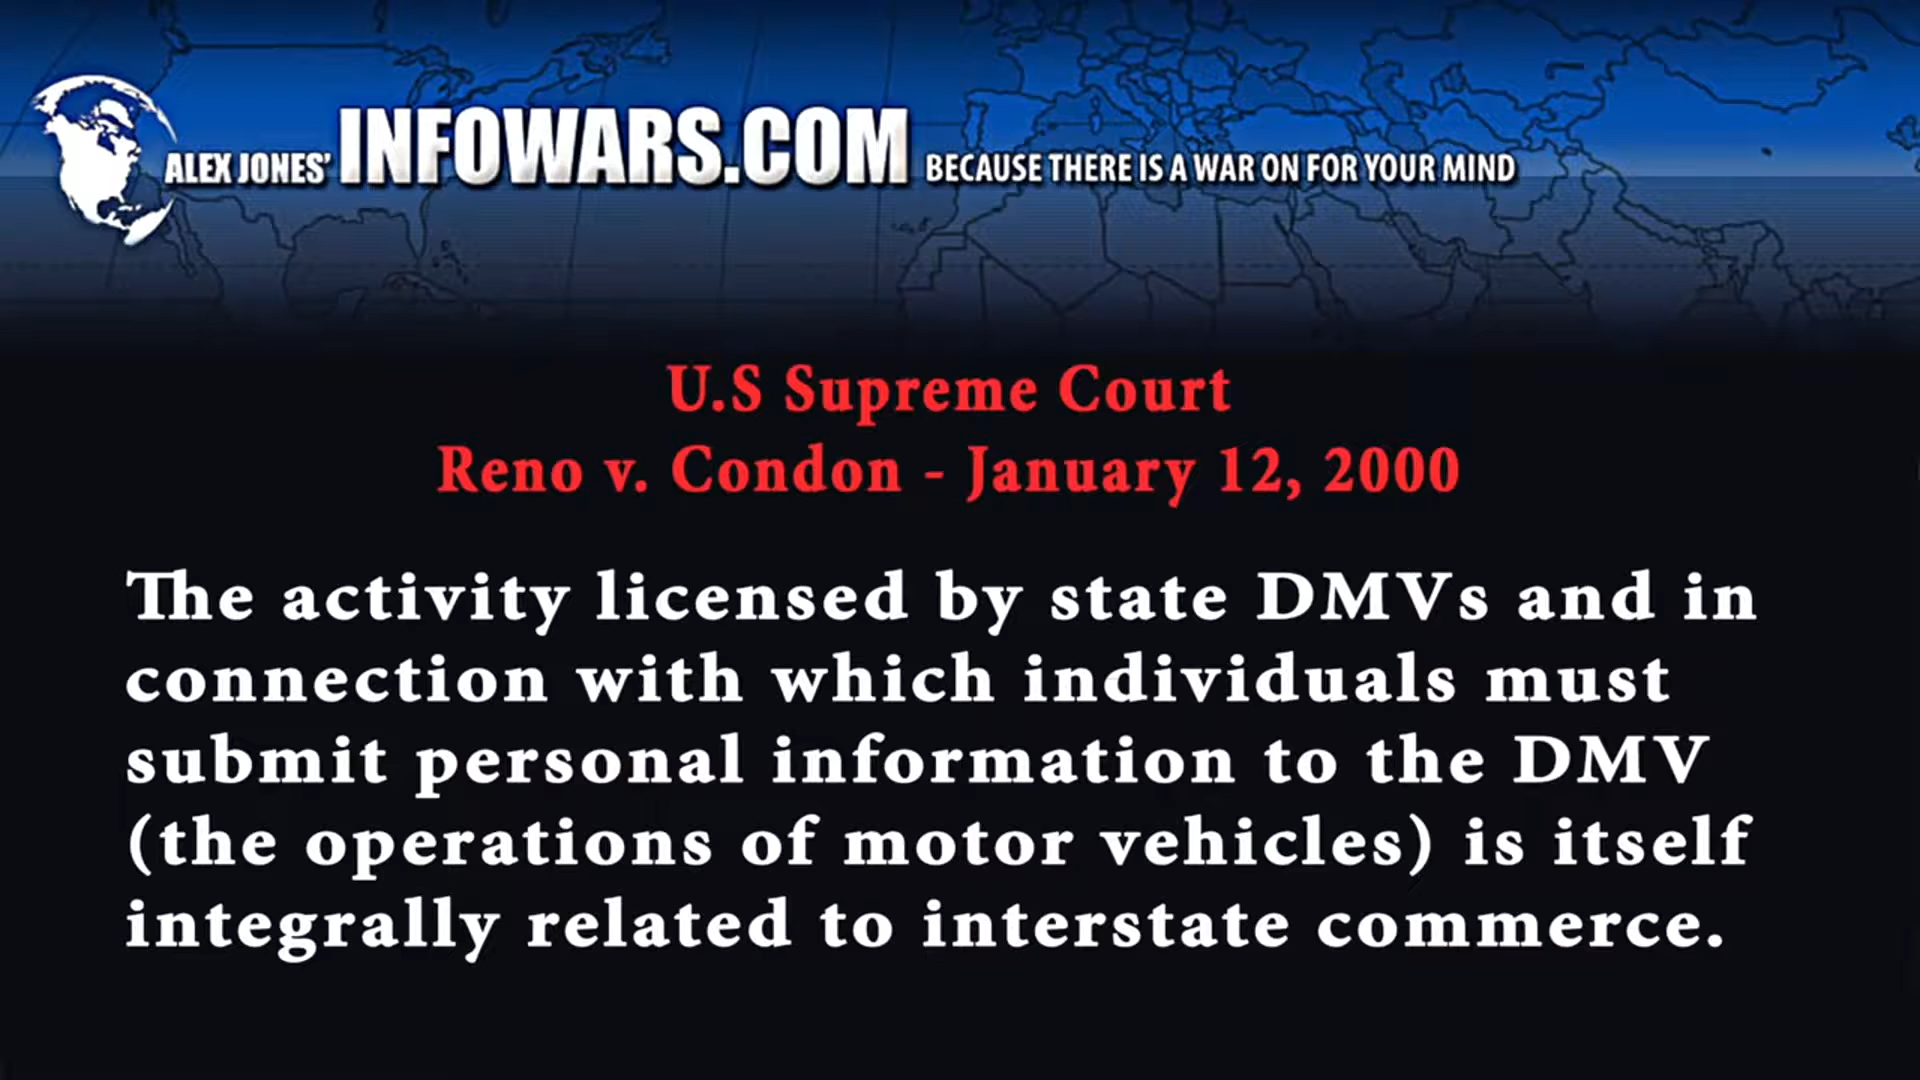 ALEX JONES' INFOWARS.COM BECAUSE THERE IS A WAR ON FOR YOUR MIND
U.S Supreme Court
Reno v. Condon - January 12, 2000
The activity licensed by state DMVs and in
connection with which individuals must
submit personal information to the DMV
(the operations of motor vehicles) is itself
integrally related to interstate commerce.